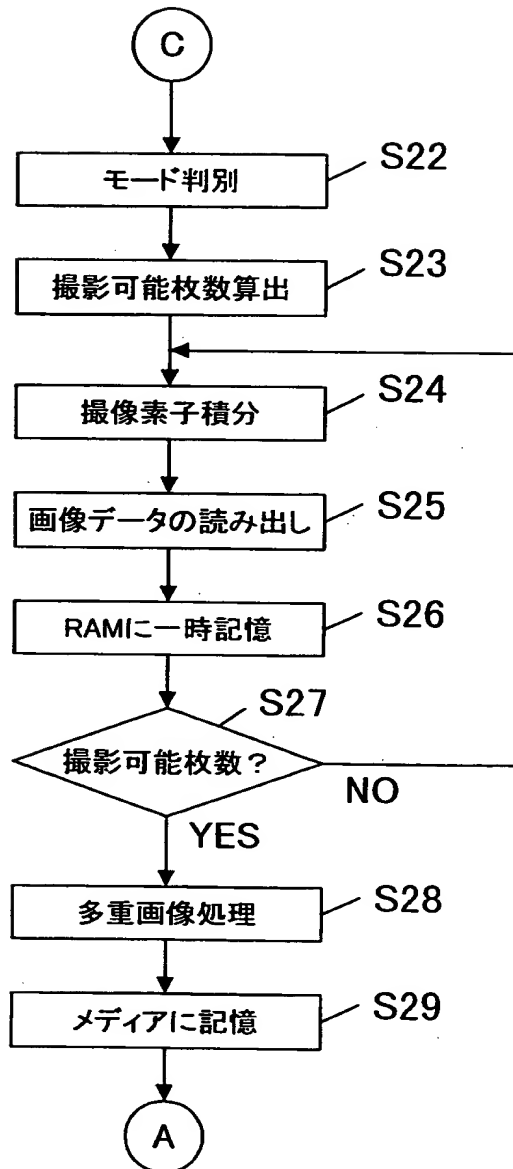 C
モード判別
S22
撮影可能枚数算出
S23
撮像素子積分
S24
画像データの読み出し
S25
RAMに一時記憶
S26
撮影可能枚数？
S27
NO
YES
多重画像処理
S28
メディアに記憶
S29
A